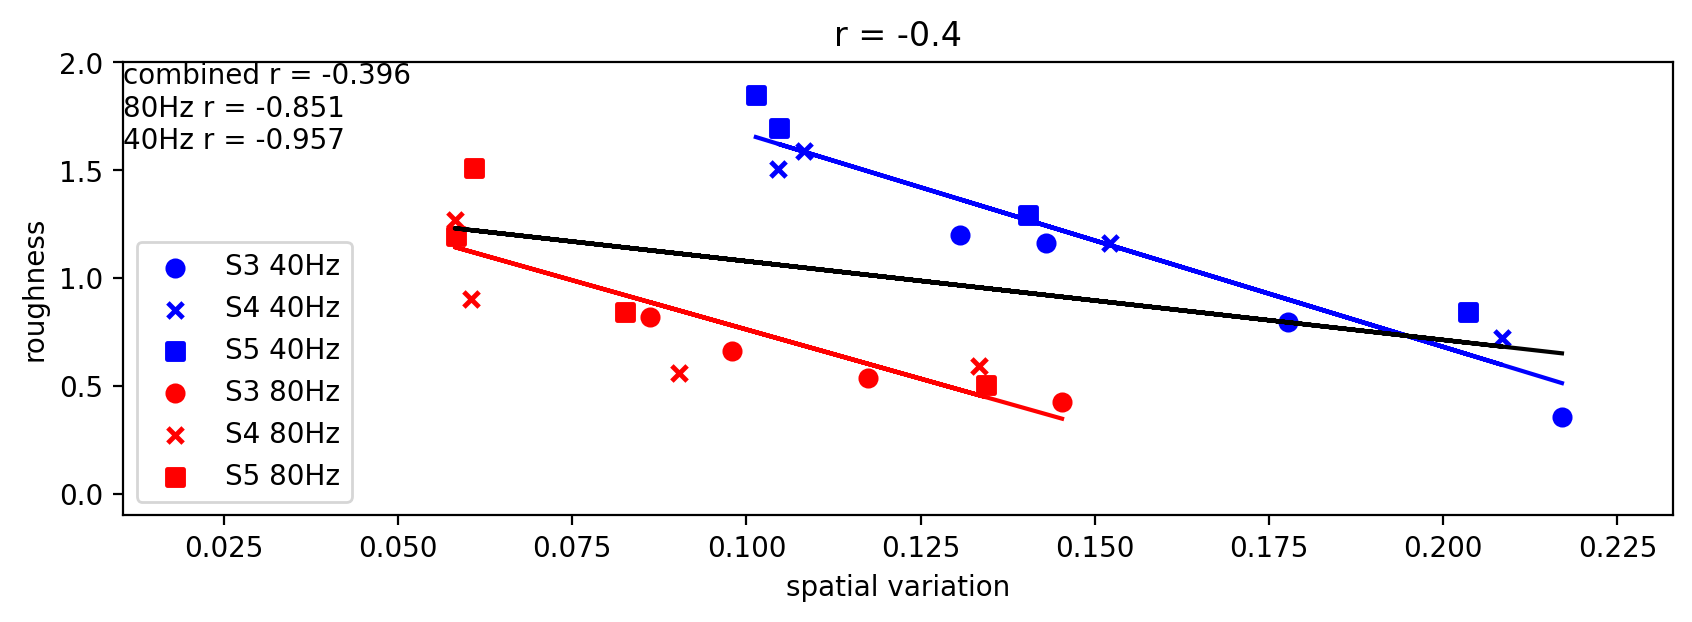 r = -0.4
combined r = -0.396
80Hz r = -0.851
40Hz r = -0.957
2.0
1.5
1.0
0.5
0.0
roughness
S3 40Hz
S4 40Hz
S5 40Hz
S3 80Hz
S4 80Hz
S5 80Hz
0.025 0.050 0.075 0.100 0.125 0.150 0.175 0.200 0.225
spatial variation